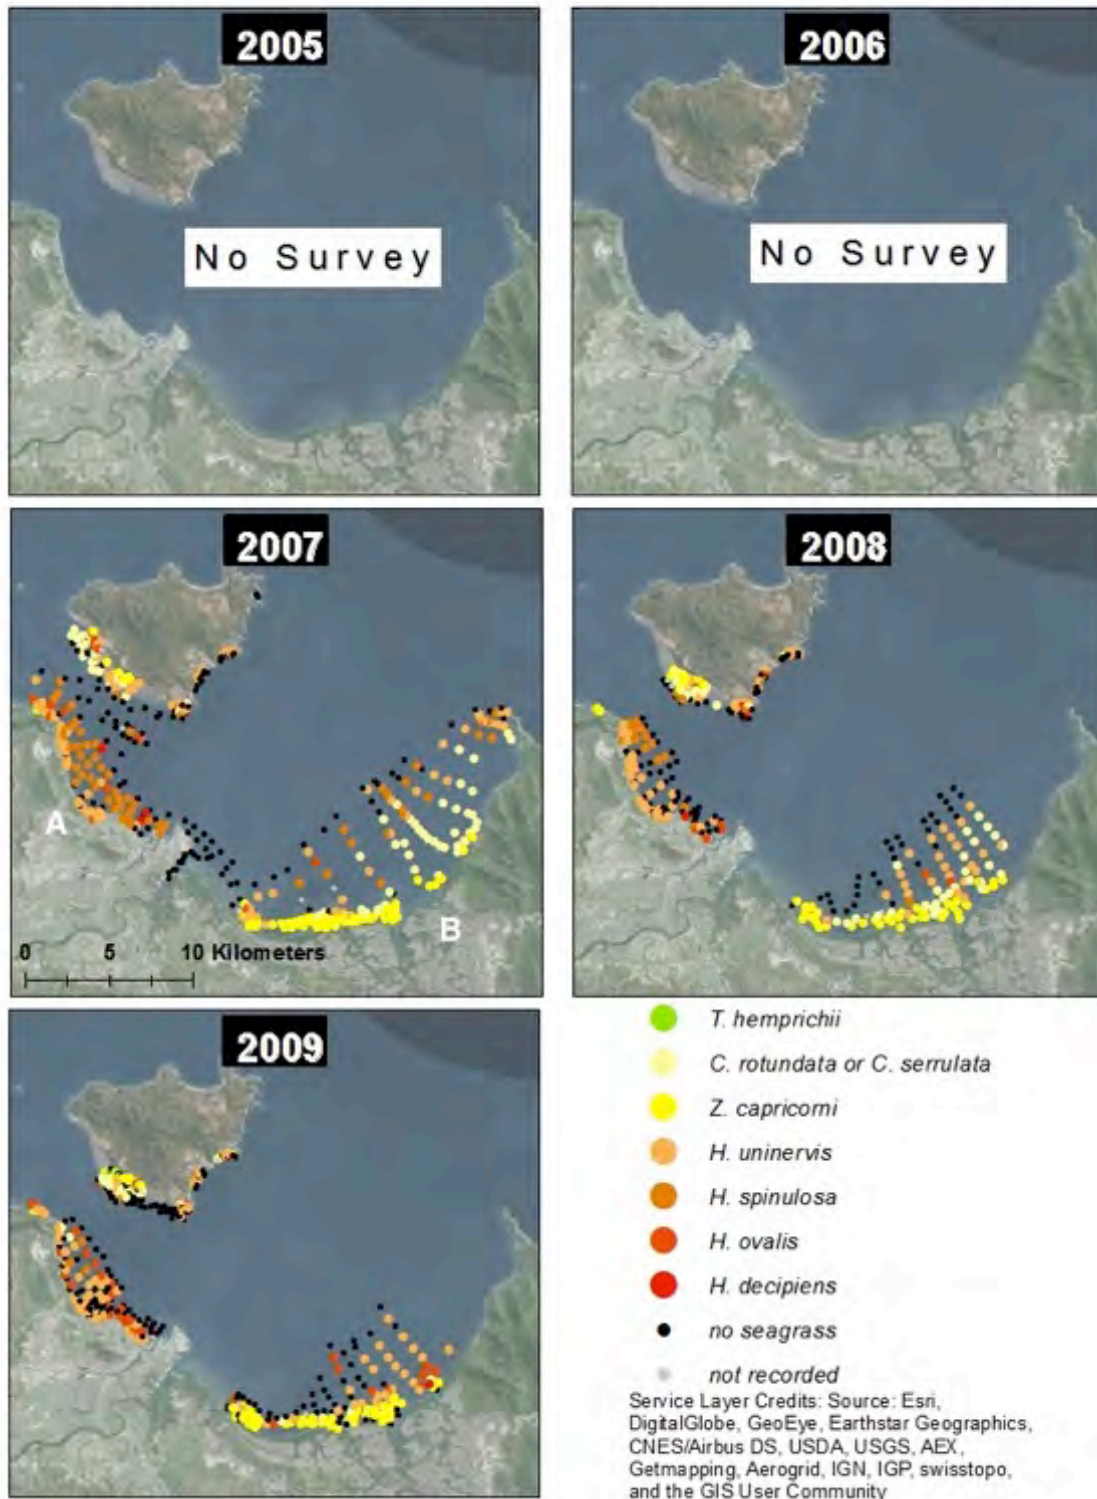 2005
2006
No Survey
No Survey
2007
2008
A
B
0 5 10 Kilometers
2009
T. hemprichii
C. rotundata or C. serrulata
Z. capricorni
H. uninervis
H. spinulosa
H. ovalis
H. decipiens
no seagrass
not recorded
Service Layer Credits: Source: Esri,
DigitalGlobe, GeoEye, Earthstar Geographics,
CNES/Airbus DS, USDA, USGS, AEX,
Getmapping, Aerogrid, IGN, IGP, swisstopo,
and the GIS User Community